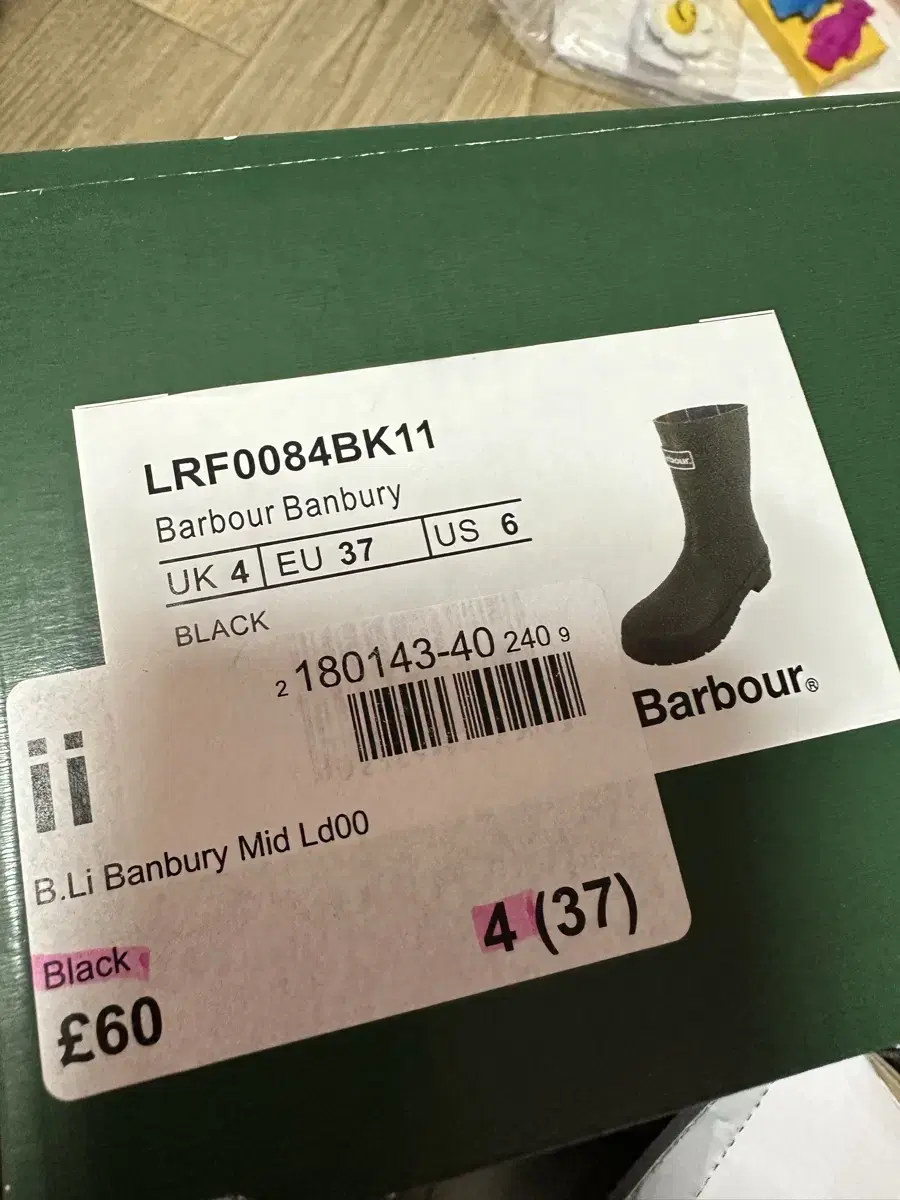 LRF0084BK11
Barbour Banbury
UK 4 EU 37 US 6
BLACK
Barbour®
2 180143-40 240 9
ii
B.Li Banbury Mid Ld00
Black
4 (37)
£60